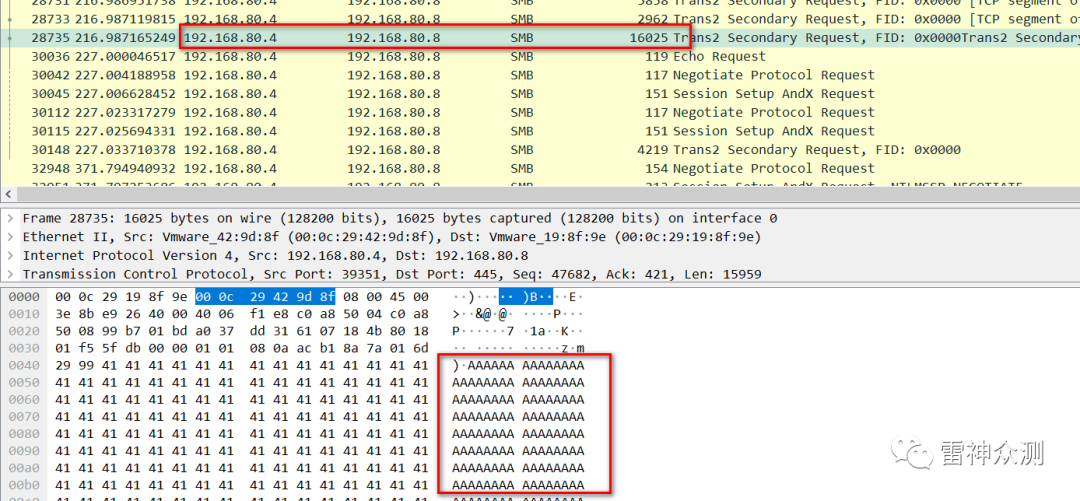 28731 216.986951738 192.168.80.4 192.168.80.8 SMB 5858 Trans2 Secondary Request, FID: 0x0000 [TCP segment of
28733 216.987119815 192.168.80.4 192.168.80.8 SMB 2962 Trans2 Secondary Request, FID: 0x0000 [TCP segment of
28735 216.987165249 192.168.80.4 192.168.80.8 SMB 16025 Trans2 Secondary Request, FID: 0x0000Trans2 Secondary
30036 227.000046517 192.168.80.4 192.168.80.8 SMB 119 Echo Request
30042 227.004188958 192.168.80.4 192.168.80.8 SMB 117 Negotiate Protocol Request
30045 227.006628452 192.168.80.4 192.168.80.8 SMB 151 Session Setup AndX Request
30112 227.023317279 192.168.80.4 192.168.80.8 SMB 117 Negotiate Protocol Request
30115 227.025694331 192.168.80.4 192.168.80.8 SMB 151 Session Setup AndX Request
30148 227.033710378 192.168.80.4 192.168.80.8 SMB 4219 Trans2 Secondary Request, FID: 0x0000
32948 371.794940932 192.168.80.4 192.168.80.8 SMB 154 Negotiate Protocol Request
192.168.80.4 192.168.80.8 SMB 213 Session Setup AndX Request, NTLMSSP_NEGOTIATE
Frame 28735: 16025 bytes on wire (128200 bits), 16025 bytes captured (128200 bits) on interface 0
Ethernet II, Src: Vmware_42:9d:8f (00:0c:29:42:9d:8f), Dst: Vmware_19:8f:9e (00:0c:29:19:8f:9e)
Internet Protocol Version 4, Src: 192.168.80.4, Dst: 192.168.80.8
Transmission Control Protocol, Src Port: 39351, Dst Port: 445, Seq: 47682, Ack: 421, Len: 15959
0000 00 0c 29 19 8f 9e 00 0c 29 42 9d 8f 08 00 45 00 ··)····· )B····E·
0010 3e 8b e9 26 40 00 40 06 f1 e8 c0 a8 50 04 c0 a8 >··&@·@· ····P···
0020 50 08 99 b7 01 bd a0 37 dd 31 61 07 18 4b 80 18 P······7 ·1a··K··
0030 01 f5 5f db 00 00 01 01 08 0a ac b1 8a 7a 01 6d ··_····· ·····z·m
0040 29 99 41 41 41 41 41 41 41 41 41 41 41 41 41 41 )·AAAAAA AAAAAAAA
0050 41 41 41 41 41 41 41 41 41 41 41 41 41 41 41 41 AAAAAAAA AAAAAAAA
0060 41 41 41 41 41 41 41 41 41 41 41 41 41 41 41 41 AAAAAAAA AAAAAAAA
0070 41 41 41 41 41 41 41 41 41 41 41 41 41 41 41 41 AAAAAAAA AAAAAAAA
0080 41 41 41 41 41 41 41 41 41 41 41 41 41 41 41 41 AAAAAAAA AAAAAAAA
0090 41 41 41 41 41 41 41 41 41 41 41 41 41 41 41 41 AAAAAAAA AAAAAAAA
00a0 41 41 41 41 41 41 41 41 41 41 41 41 41 41 41 41 AAAAAAAA AAAAAAAA
00b0 41 41 41 41 41 41 41 41 41 41 41 41 41 41 41 41 AAAAAAAA AAAAAAAA
雷神众测